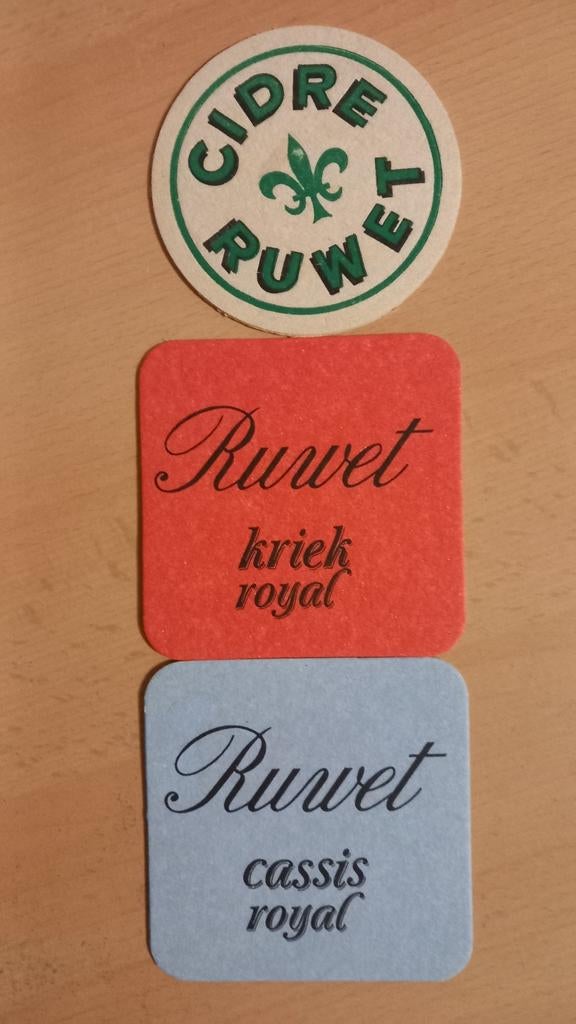 CIDRE
RUWET
Ruwet
kriek
royal
Ruwet
cassis
royal